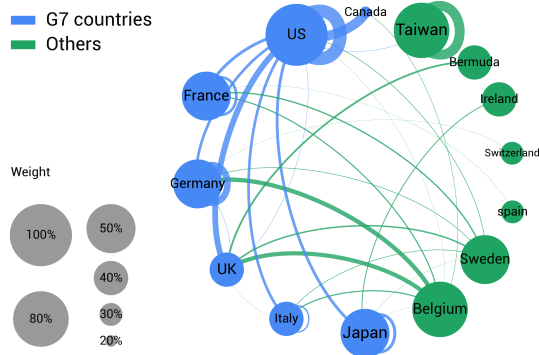 G7 countries
Others
Canada
US
Taiwan
Bermuda
France
Ireland
Switzerland
Weight
Germany
spain
100%
50%
Sweden
UK
40%
Belgium
80%
30%
Italy
Japan
20%